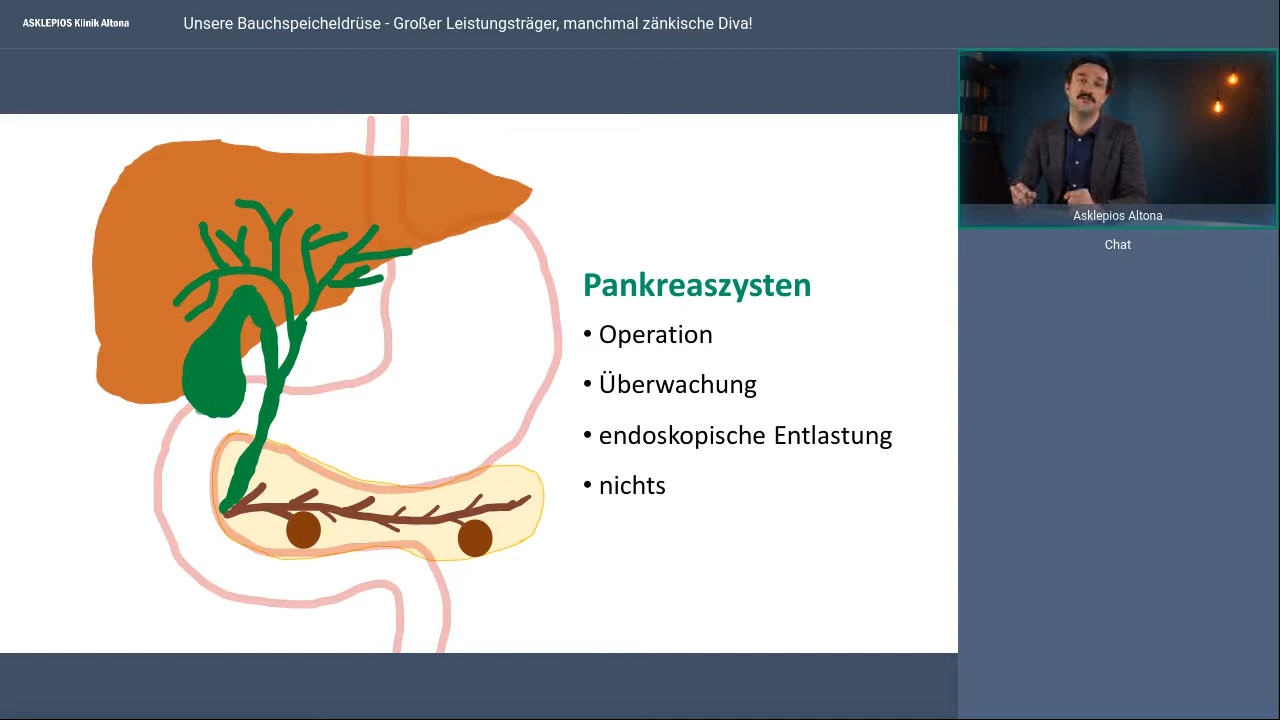 ASKLEPIOS Klinik Altona
Unsere Bauchspeicheldrüse - Großer Leistungsträger, manchmal zänkische Diva!
Asklepios Altona
Chat
Pankreaszysten
• Operation
• Überwachung
• endoskopische Entlastung
• nichts